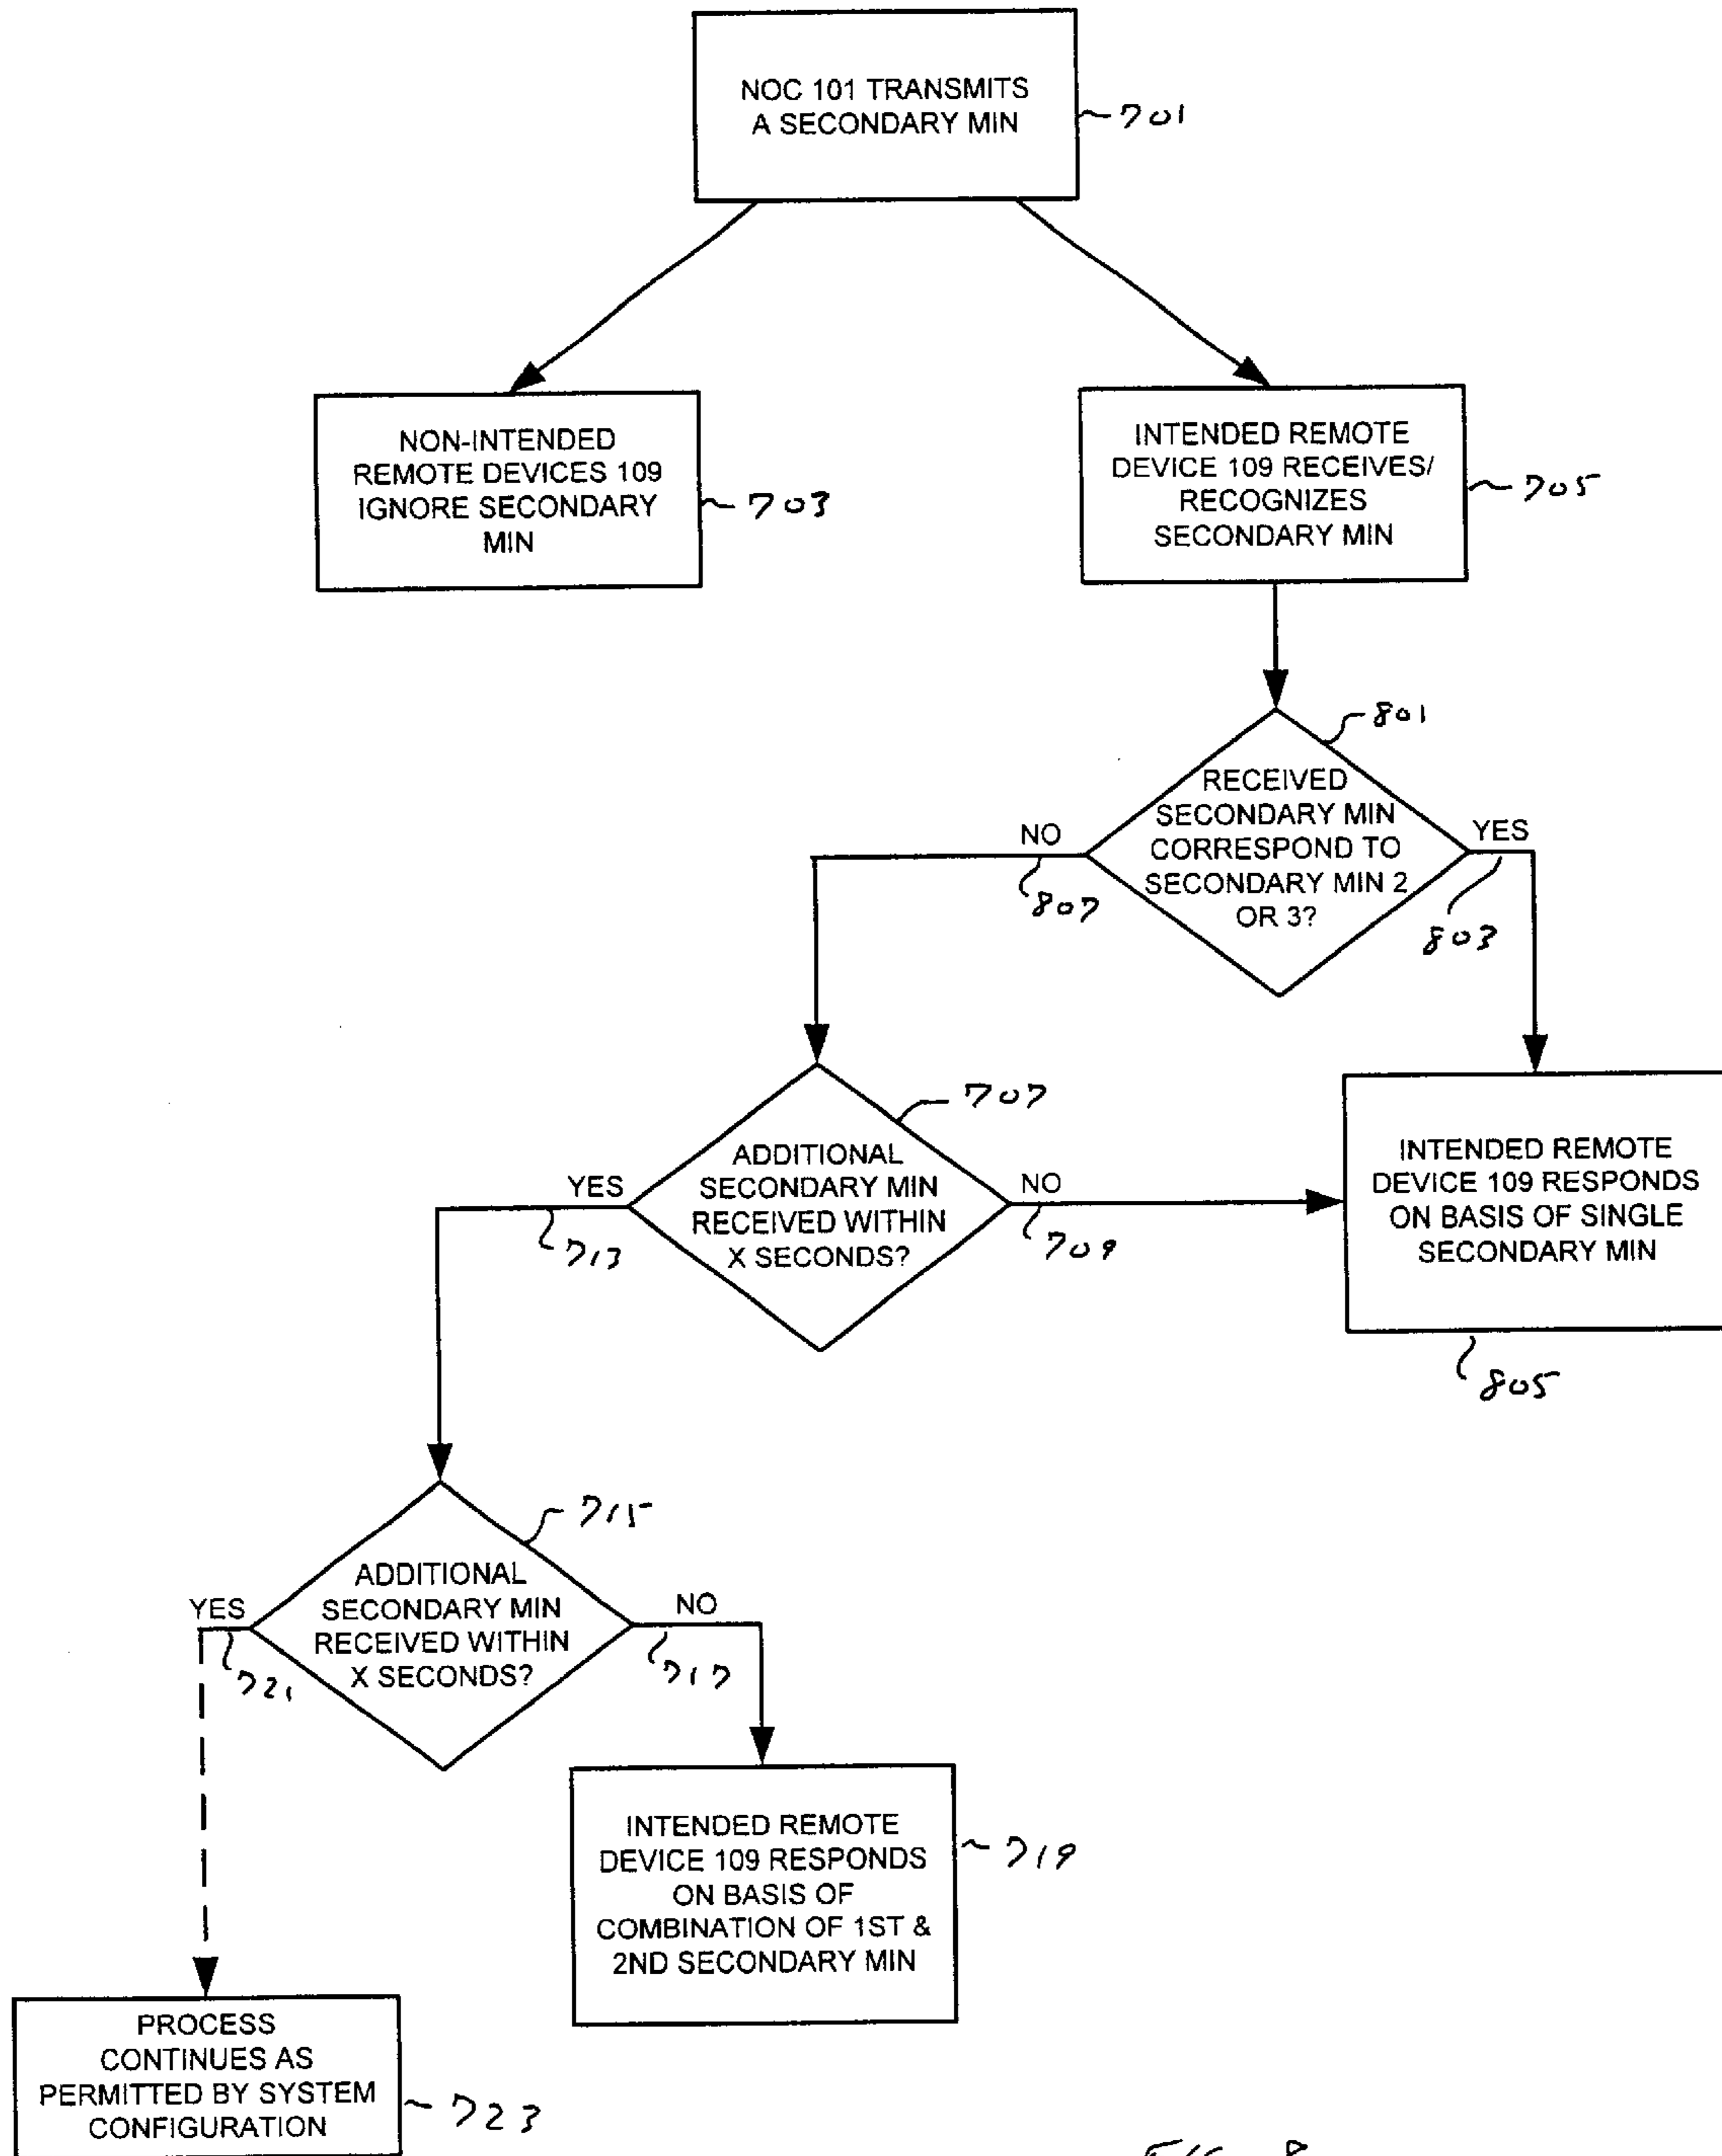 NOC 101 TRANSMITS
A SECONDARY MIN
701
NON-INTENDED
REMOTE DEVICES 109
IGNORE SECONDARY
MIN
703
INTENDED REMOTE
DEVICE 109 RECEIVES/
RECOGNIZES
SECONDARY MIN
705
801
RECEIVED
SECONDARY MIN
CORRESPOND TO
SECONDARY MIN 2
OR 3?
NO
807
YES
803
707
ADDITIONAL
SECONDARY MIN
RECEIVED WITHIN
X SECONDS?
YES
713
NO
709
INTENDED REMOTE
DEVICE 109 RESPONDS
ON BASIS OF SINGLE
SECONDARY MIN
805
715
ADDITIONAL
SECONDARY MIN
RECEIVED WITHIN
X SECONDS?
YES
721
NO
717
INTENDED REMOTE
DEVICE 109 RESPONDS
ON BASIS OF
COMBINATION OF 1ST &
2ND SECONDARY MIN
719
PROCESS
CONTINUES AS
PERMITTED BY SYSTEM
CONFIGURATION
723
FIG. 8